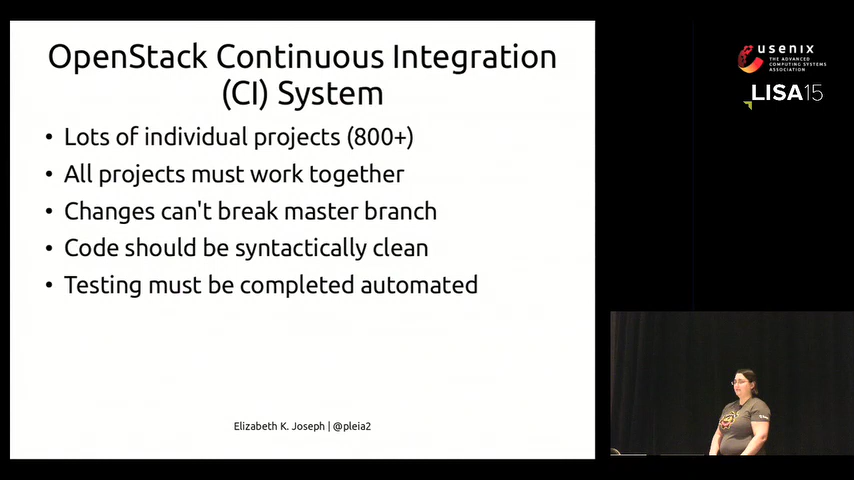 OpenStack Continuous Integration
(CI) System
• Lots of individual projects (800+)
• All projects must work together
• Changes can't break master branch
• Code should be syntactically clean
• Testing must be completed automated
Elizabeth K. Joseph | @pleia2
usenix
THE ADVANCED
COMPUTING SYSTEMS
ASSOCIATION
LISA15